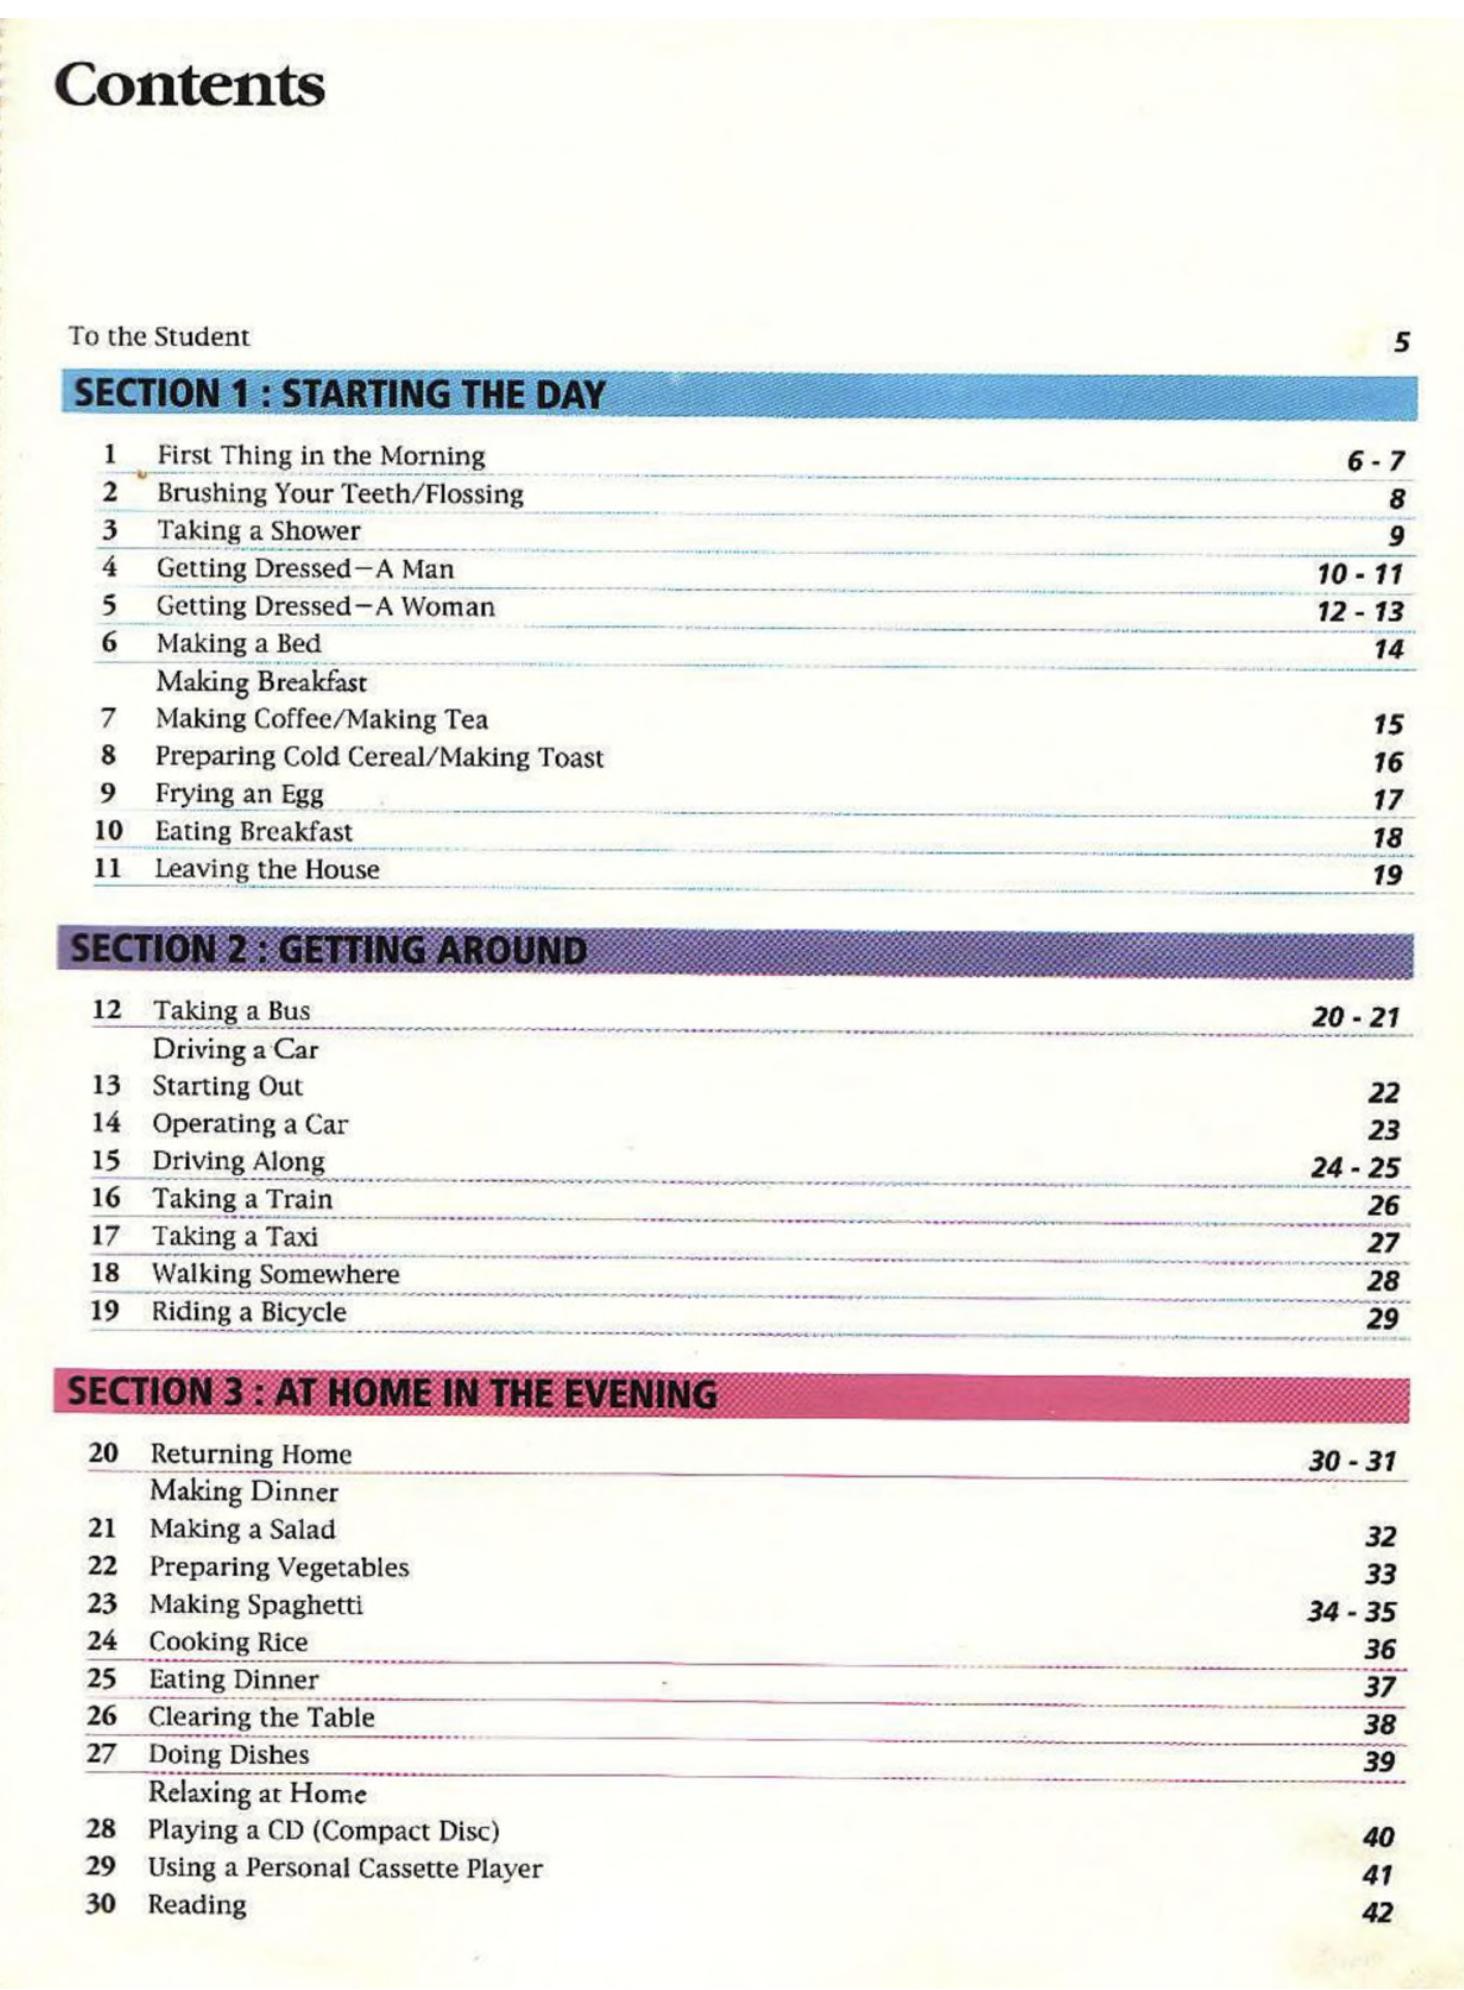 Contents
To the Student 5
SECTION 1 : STARTING THE DAY
1 First Thing in the Morning 6 - 7
2 Brushing Your Teeth/Flossing 8
3 Taking a Shower 9
4 Getting Dressed—A Man 10 - 11
5 Getting Dressed—A Woman 12 - 13
6 Making a Bed 14
Making Breakfast
7 Making Coffee/Making Tea 15
8 Preparing Cold Cereal/Making Toast 16
9 Frying an Egg 17
10 Eating Breakfast 18
11 Leaving the House 19
SECTION 2 : GETTING AROUND
12 Taking a Bus 20 - 21
Driving a Car
13 Starting Out 22
14 Operating a Car 23
15 Driving Along 24 - 25
16 Taking a Train 26
17 Taking a Taxi 27
18 Walking Somewhere 28
19 Riding a Bicycle 29
SECTION 3 : AT HOME IN THE EVENING
20 Returning Home 30 - 31
Making Dinner
21 Making a Salad 32
22 Preparing Vegetables 33
23 Making Spaghetti 34 - 35
24 Cooking Rice 36
25 Eating Dinner 37
26 Clearing the Table 38
27 Doing Dishes 39
Relaxing at Home
28 Playing a CD (Compact Disc) 40
29 Using a Personal Cassette Player 41
30 Reading 42